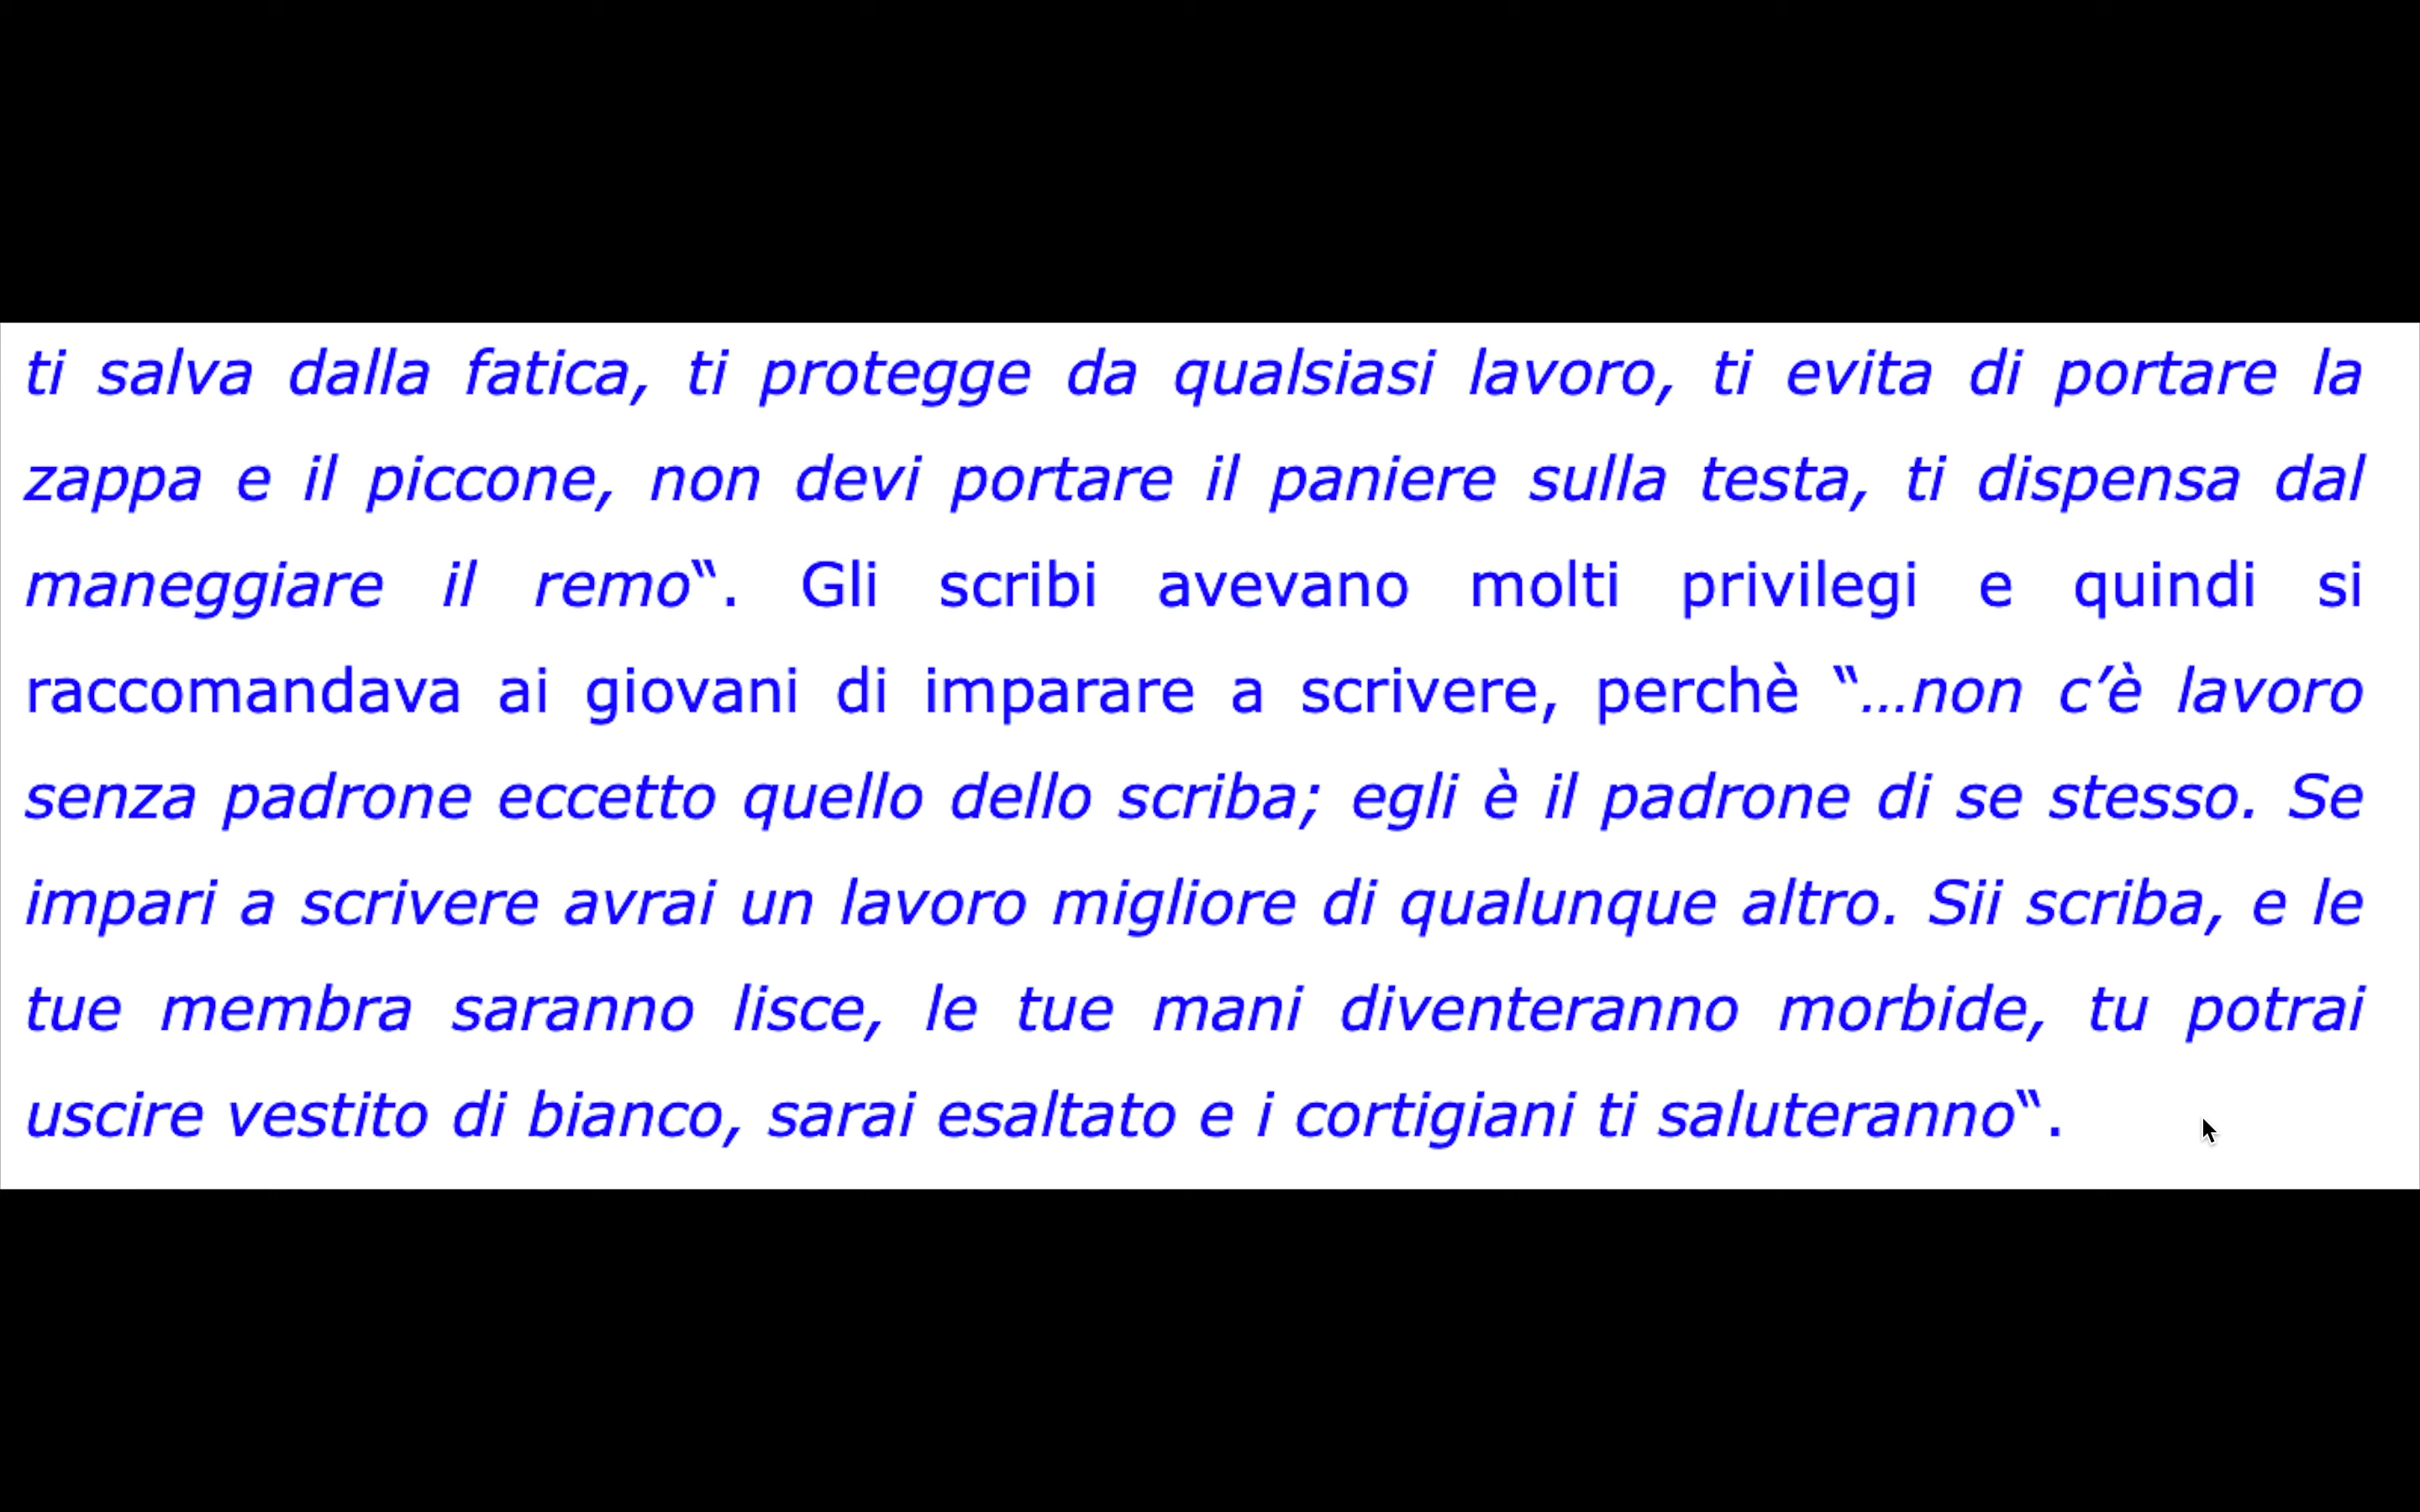 ti salva dalla fatica, ti protegge da qualsiasi lavoro, ti evita di portare la
zappa e il piccone, non devi portare il paniere sulla testa, ti dispensa dal
maneggiare il remo“. Gli scribi avevano molti privilegi e quindi si
raccomandava ai giovani di imparare a scrivere, perchè “…non c’è lavoro
senza padrone eccetto quello dello scriba; egli è il padrone di se stesso. Se
impari a scrivere avrai un lavoro migliore di qualunque altro. Sii scriba, e le
tue membra saranno lisce, le tue mani diventeranno morbide, tu potrai
uscire vestito di bianco, sarai esaltato e i cortigiani ti saluteranno“.